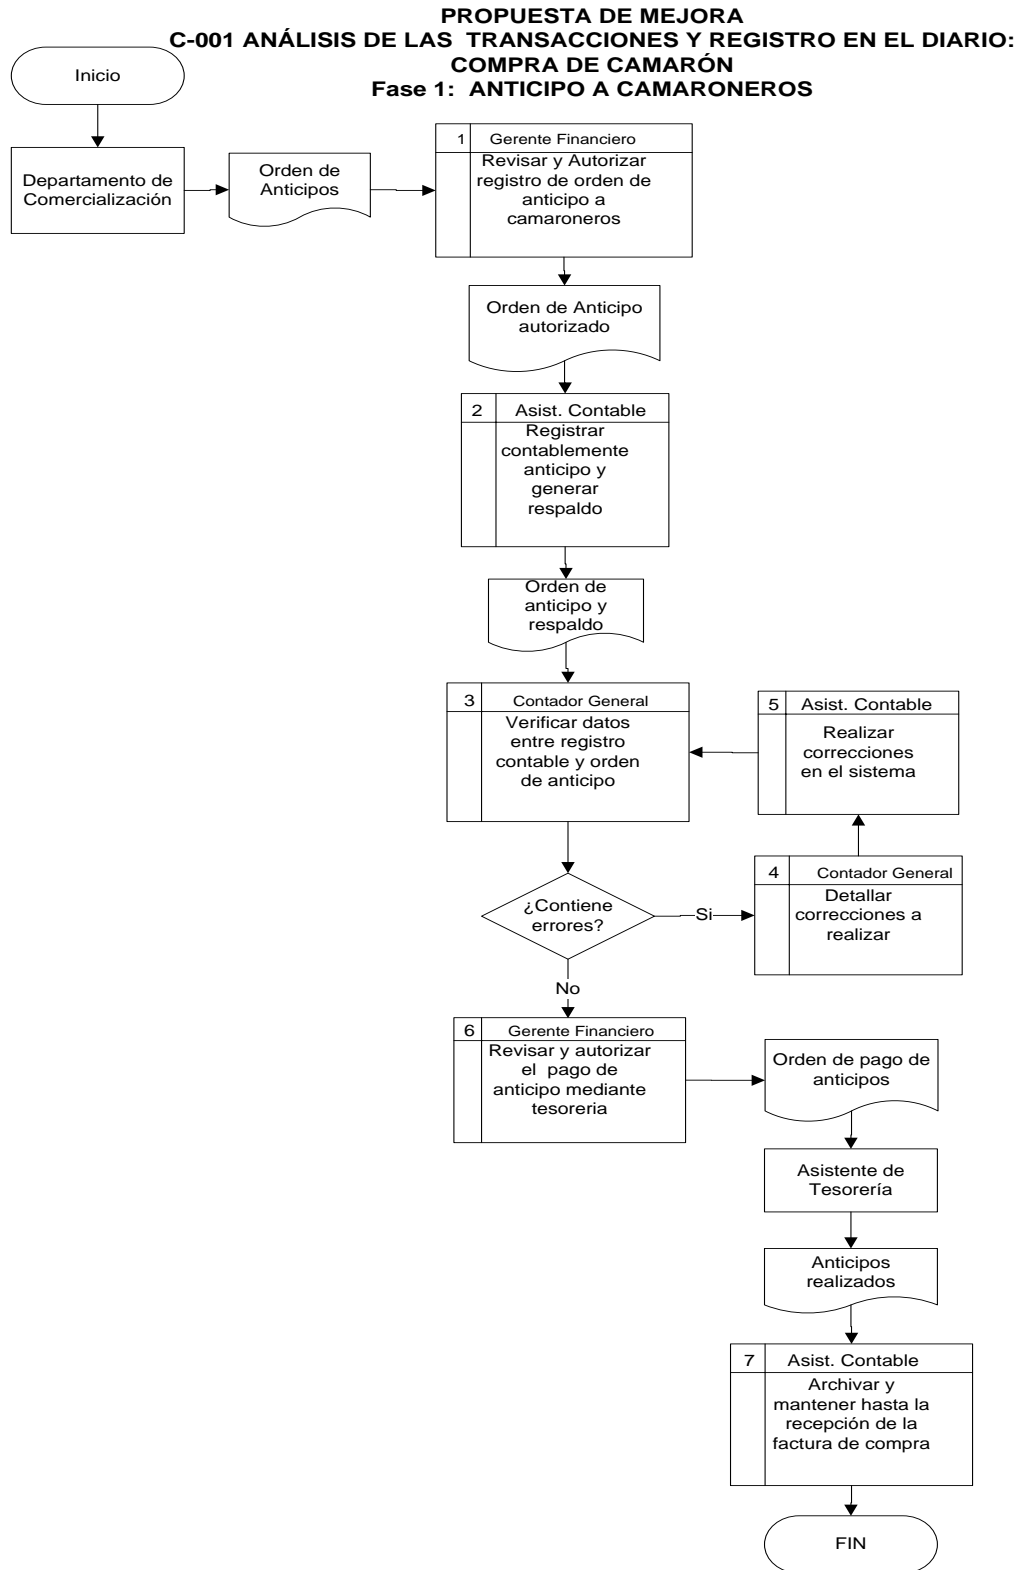 PROPUESTA DE MEJORA
C-001 ANÁLISIS DE LAS TRANSACCIONES Y REGISTRO EN EL DIARIO:
COMPRA DE CAMARÓN
Fase 1: ANTICIPO A CAMARONEROS
Inicio
Departamento de
Comercialización
Orden de
Anticipos
1 Gerente Financiero
Revisar y Autorizar
registro de orden de
anticipo a
camaroneros
Orden de Anticipo
autorizado
2 Asist. Contable
Registrar
contablemente
anticipo y
generar
respaldo
Orden de
anticipo y
respaldo
3 Contador General
Verificar datos
entre registro
contable y orden
de anticipo
5 Asist. Contable
Realizar
correcciones
en el sistema
¿Contiene
errores?
Si
4 Contador General
Detallar
correcciones a
realizar
No
6 Gerente Financiero
Revisar y autorizar
el pago de
anticipo mediante
tesoreria
Orden de pago de
anticipos
Asistente de
Tesorería
Anticipos
realizados
7 Asist. Contable
Archivar y
mantener hasta la
recepción de la
factura de compra
FIN